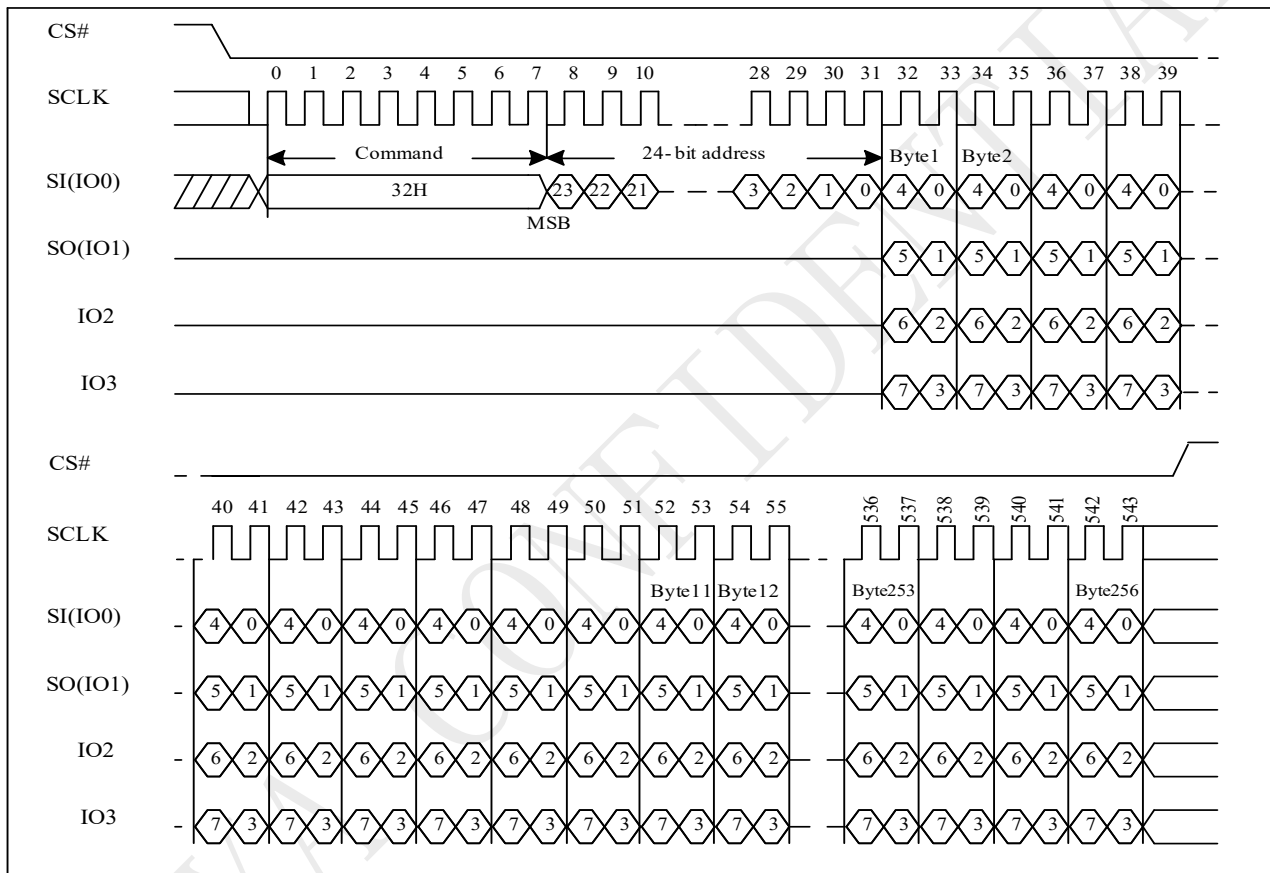 CS#
0 1 2 3 4 5 6 7 8 9 10 28 29 30 31 32 33 34 35 36 37 38 39
SCLK
Command 24-bit address Byte1 Byte2
SI(IO0) 32H 23 22 21 3 2 1 0 4 0 4 0 4 0 4 0
MSB
SO(IO1) 5 1 5 1 5 1 5 1
IO2 6 2 6 2 6 2 6 2
IO3 7 3 7 3 7 3 7 3
CS#
40 41 42 43 44 45 46 47 48 49 50 51 52 53 54 55 536 537 538 539 540 541 542 543
SCLK
Byte11 Byte12 Byte253 Byte256
SI(IO0) 4 0 4 0 4 0 4 0 4 0 4 0 4 0 4 0 4 0 4 0 4 0 4 0
SO(IO1) 5 1 5 1 5 1 5 1 5 1 5 1 5 1 5 1 5 1 5 1 5 1 5 1
IO2 6 2 6 2 6 2 6 2 6 2 6 2 6 2 6 2 6 2 6 2 6 2 6 2
IO3 7 3 7 3 7 3 7 3 7 3 7 3 7 3 7 3 7 3 7 3 7 3 7 3
VA CONFIDENTIA